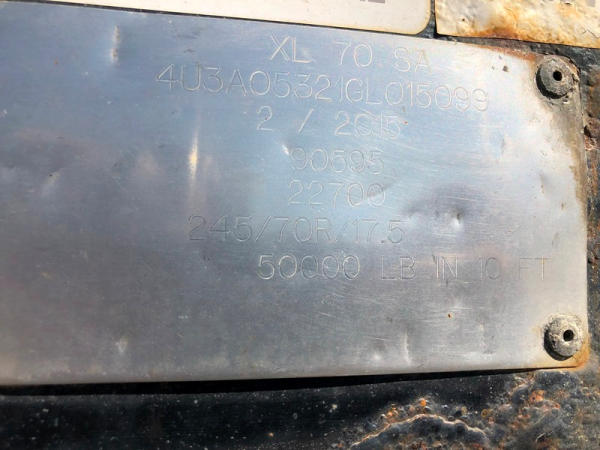 XL 70 SA
4U3A05321GL015099
2 / 2015
90595
22700
245/70R/17.5
50000 LB IN 10 FT